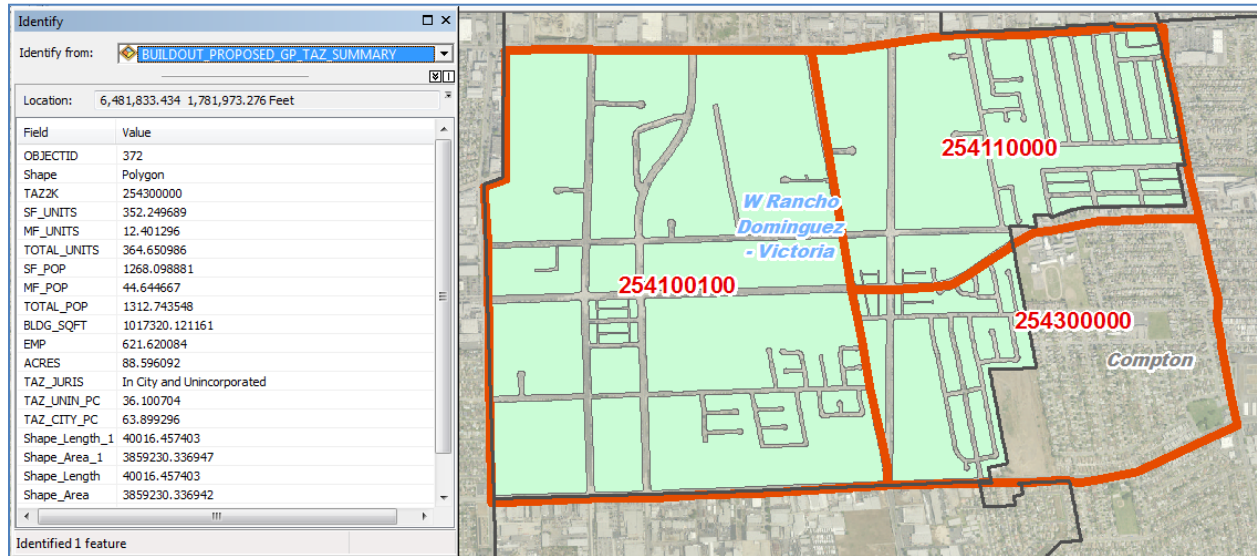 Identify
Identify from: BUILDOUT_PROPOSED_GP_TAZ_SUMMARY
Location: 6,481,833.434 1,781,973.276 Feet
Field Value
OBJECTID 372
Shape Polygon
TAZ2K 254300000
SF_UNITS 352.249689
MF_UNITS 12.401296
TOTAL_UNITS 364.650986
SF_POP 1268.098881
MF_POP 44.644667
TOTAL_POP 1312.743548
BLDG_SQFT 1017320.121161
EMP 621.620084
ACRES 88.596092
TAZ_JURIS In City and Unincorporated
TAZ_UNIN_PC 36.100704
TAZ_CITY_PC 63.899296
Shape_Length_1 40016.457403
Shape_Area_1 3859230.336947
Shape_Length 40016.457403
Shape_Area 3859230.336942
Identified 1 feature
254110000
W Rancho
Dominguez
- Victoria
254100100
254300000
Compton